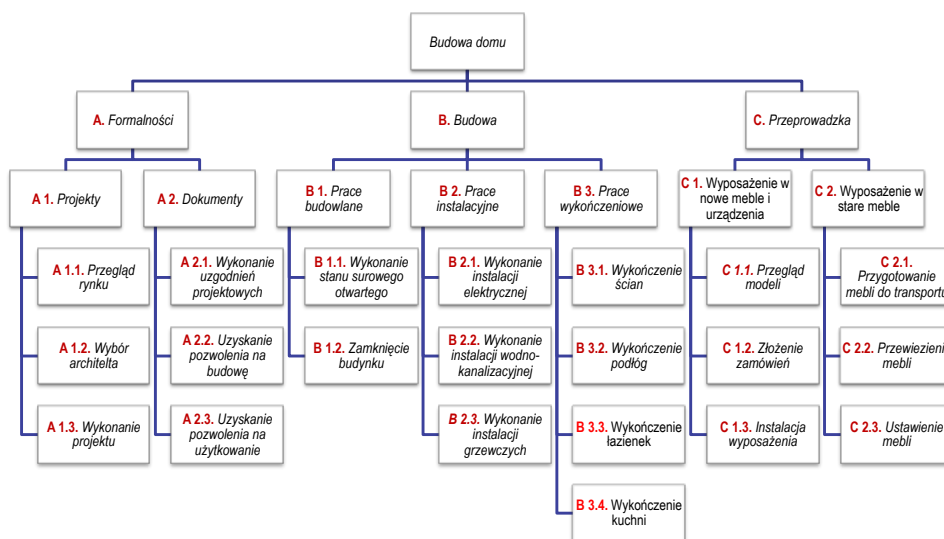 Budowa domu
A. Formalności
B. Budowa
C. Przeprowadzka
A 1. Projekty
A 2. Dokumenty
B 1. Prace
budowlane
B 2. Prace
instalacyjne
B 3. Prace
wykończeniowe
C 1. Wyposażenie w
nowe meble i
urządzenia
C 2. Wyposażenie w
stare meble
A 1.1. Przegląd
rynku
A 1.2. Wybór
architelta
A 1.3. Wykonanie
projektu
A 2.1. Wykonanie
uzgodnień
projektowych
A 2.2. Uzyskanie
pozwolenia na
budowę
A 2.3. Uzyskanie
pozwolenia na
użytkowanie
B 1.1. Wykonanie
stanu surowego
otwartego
B 1.2. Zamknięcie
budynku
B 2.1. Wykonanie
instalacji
elektrycznej
B 2.2. Wykonanie
instalacji wodno-
kanalizacyjnej
B 2.3. Wykonanie
instalacji
grzewczych
B 3.1. Wykończenie
ścian
B 3.2. Wykończenie
podłóg
B 3.3. Wykończenie
łazienek
B 3.4. Wykończenie
kuchni
C 1.1. Przegląd
modeli
C 1.2. Złożenie
zamówień
C 1.3. Instalacja
wyposażenia
C 2.1.
Przygotowanie
mebli do transportu
C 2.2. Przewiezienie
mebli
C 2.3. Ustawienie
mebli